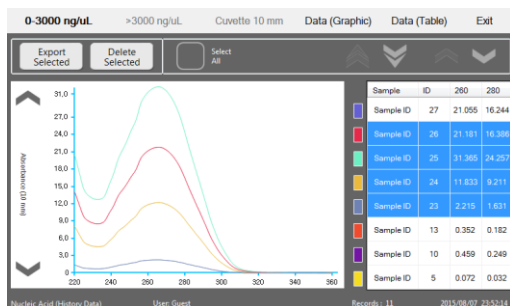 0-3000 ng/uL >3000 ng/uL Cuvette 10 mm Data (Graphic) Data (Table) Exit
Export Selected Delete Selected Select All
Sample ID 260 280
Sample ID 27 21.055 16.244
Sample ID 26 21.181 16.386
Sample ID 25 31.365 24.257
Sample ID 24 11.833 9.211
Sample ID 23 2.215 1.631
Sample ID 13 0.352 0.182
Sample ID 10 0.459 0.249
Sample ID 5 0.072 0.032
Absorbance (10 mm)
31,0
27,0
24,0
21,0
18,0
15,0
12,0
9,0
6,0
3,0
0
220 240 260 280 300 320 340 360
Nucleic Acid (History Data) User: Guest Records : 11 2015/08/07 23:52:14